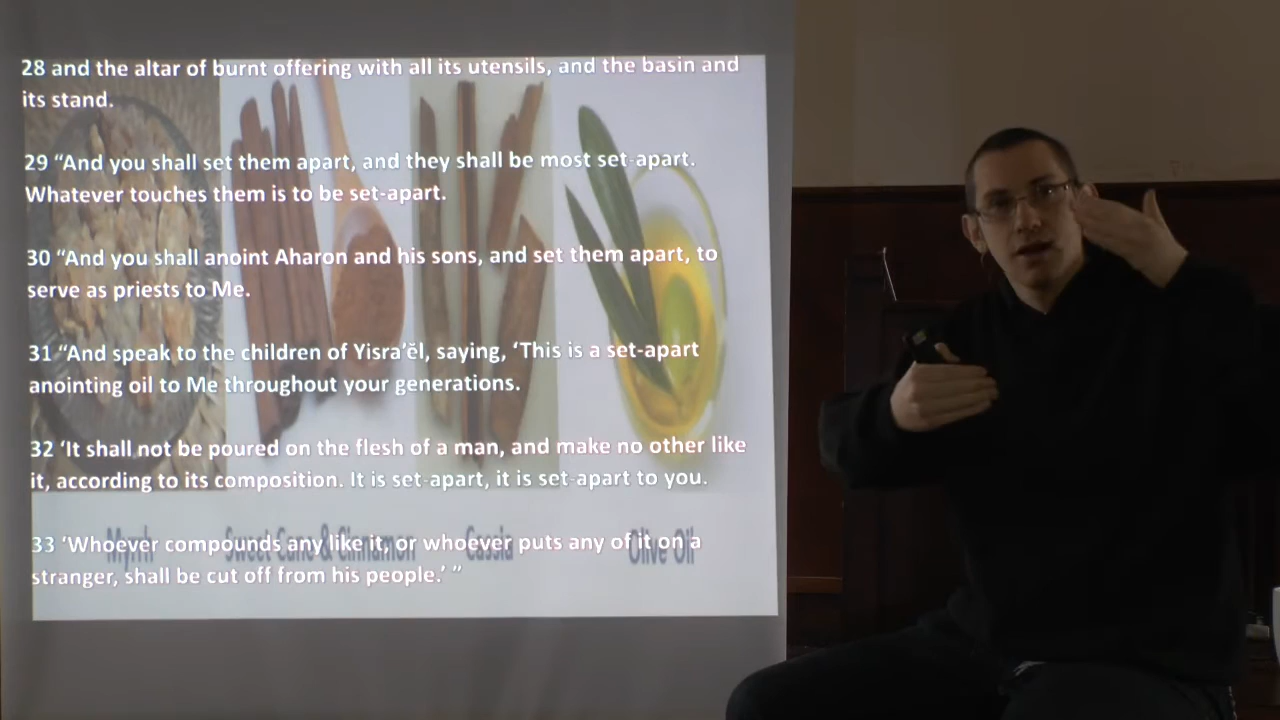 28 and the altar of burnt offering with all its utensils, and the basin and
its stand.
29 “And you shall set them apart, and they shall be most set-apart.
Whatever touches them is to be set-apart.
30 “And you shall anoint Aharon and his sons, and set them apart, to
serve as priests to Me.
31 “And speak to the children of Yisra’ĕl, saying, ‘This is a set-apart
anointing oil to Me throughout your generations.
32 ‘It shall not be poured on the flesh of a man, and make no other like
it, according to its composition. It is set-apart, it is set-apart to you.
33 ‘Whoever compounds any like it, or whoever puts any of it on a
stranger, shall be cut off from his people.’ ”
Myrrh Sweet Cane & Cinnamon Cassia Olive Oil